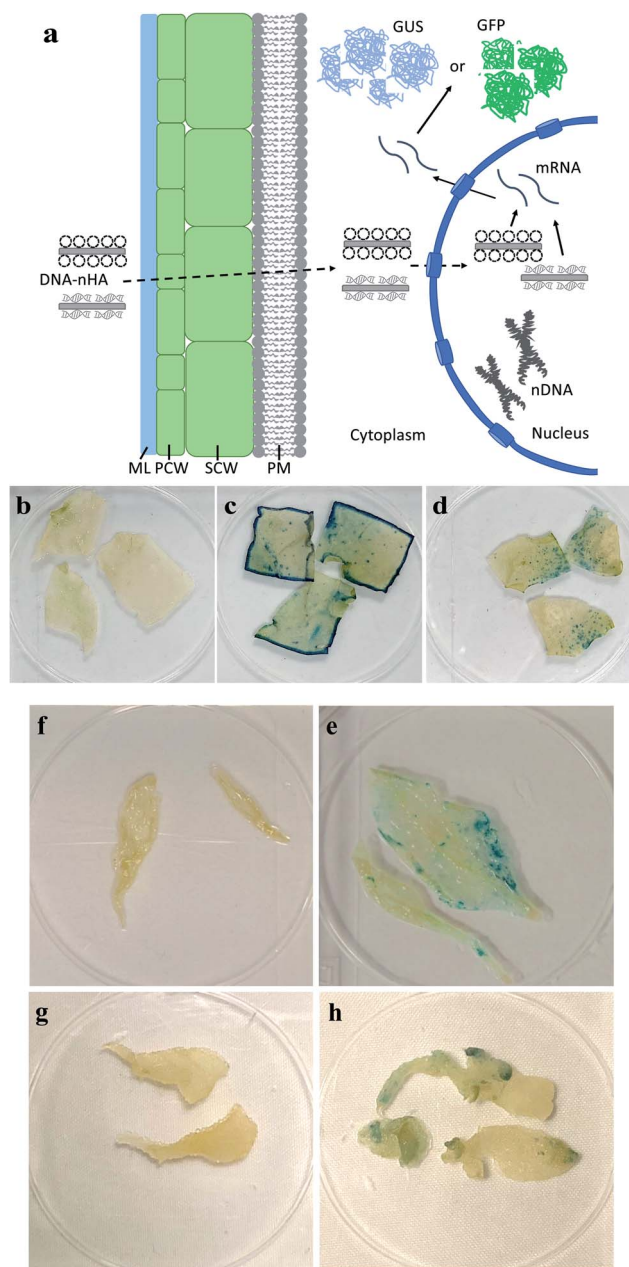 a
GUS
GFP
or
mRNA
DNA-nHA
nDNA
Cytoplasm
Nucleus
ML
PCW
SCW
PM
b
c
d
f
e
g
h